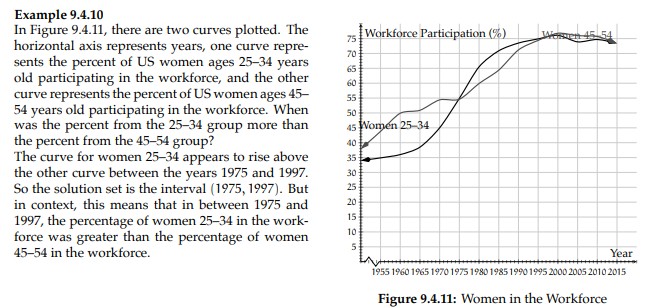 Example 9.4.10
In Figure 9.4.11, there are two curves plotted. The
horizontal axis represents years, one curve repre-
sents the percent of US women ages 25–34 years
old participating in the workforce, and the other
curve represents the percent of US women ages 45–
54 years old participating in the workforce. When
was the percent from the 25–34 group more than
the percent from the 45–54 group?
The curve for women 25–34 appears to rise above
the other curve between the years 1975 and 1997.
So the solution set is the interval (1975, 1997). But
in context, this means that in between 1975 and
1997, the percentage of women 25–34 in the work-
force was greater than the percentage of women
45–54 in the workforce.
Workforce Participation (%)
Women 45–54
Women 25–34
75
70
65
60
55
50
45
40
35
30
25
20
15
10
5
Year
1955 1960 1965 1970 1975 1980 1985 1990 1995 2000 2005 2010 2015
Figure 9.4.11: Women in the Workforce